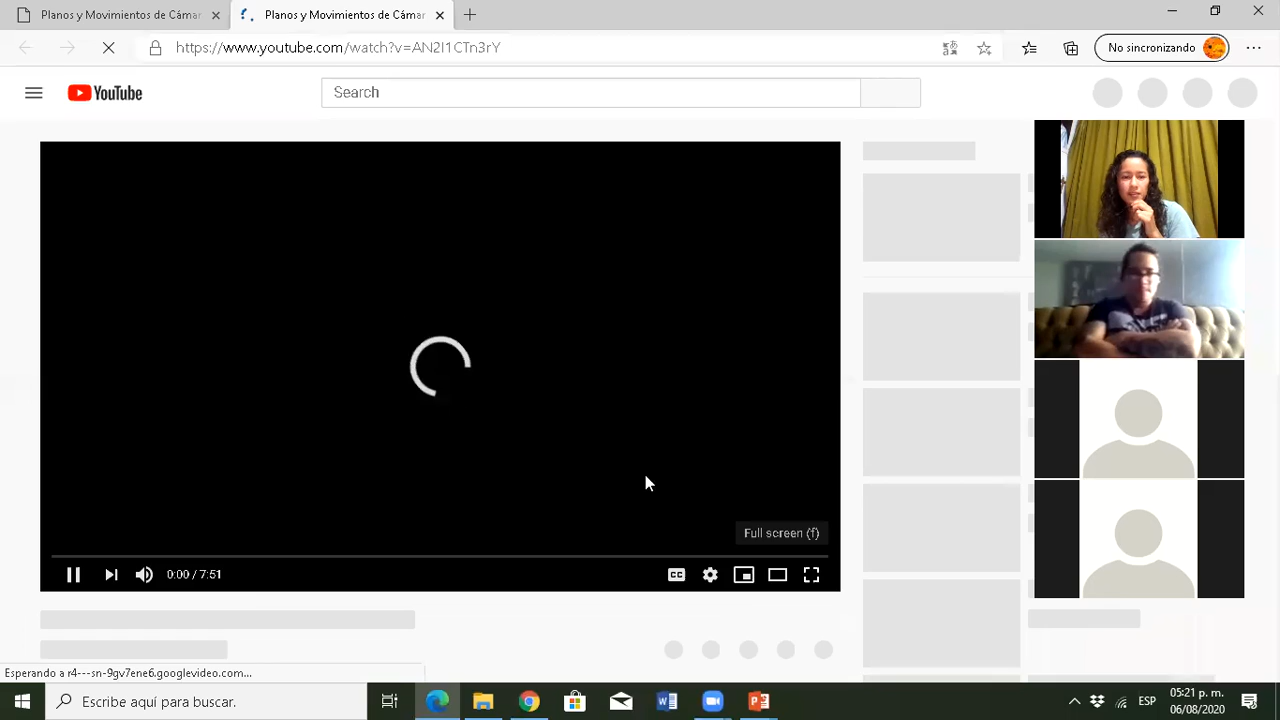 Planos y Movimientos de Cámar
Planos y Movimientos de Cámar
https://www.youtube.com/watch?v=AN2I1CTn3rY
No sincronizando
YouTube
Search
Full screen (f)
0:00 / 7:51
CC
Esperando a r4---sn-9gv7ene6.googlevideo.com...
Escribe aquí para buscar.
ESP
05:21 p. m.
06/08/2020